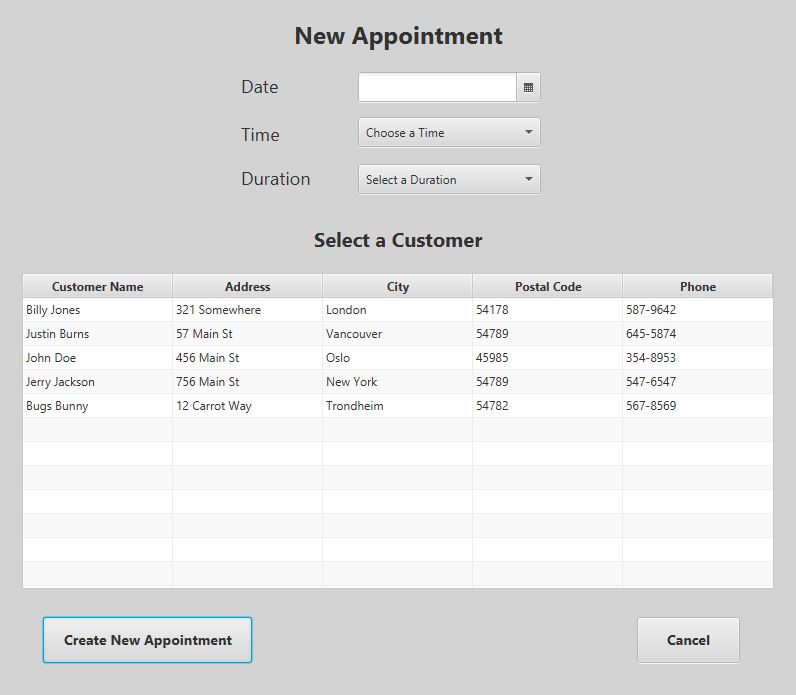 New Appointment
Date
Time Choose a Time
Duration Select a Duration
Select a Customer
Customer Name Address City Postal Code Phone
Billy Jones 321 Somewhere London 54178 587-9642
Justin Burns 57 Main St Vancouver 54789 645-5874
John Doe 456 Main St Oslo 45985 354-8953
Jerry Jackson 756 Main St New York 54789 547-6547
Bugs Bunny 12 Carrot Way Trondheim 54782 567-8569
Create New Appointment Cancel